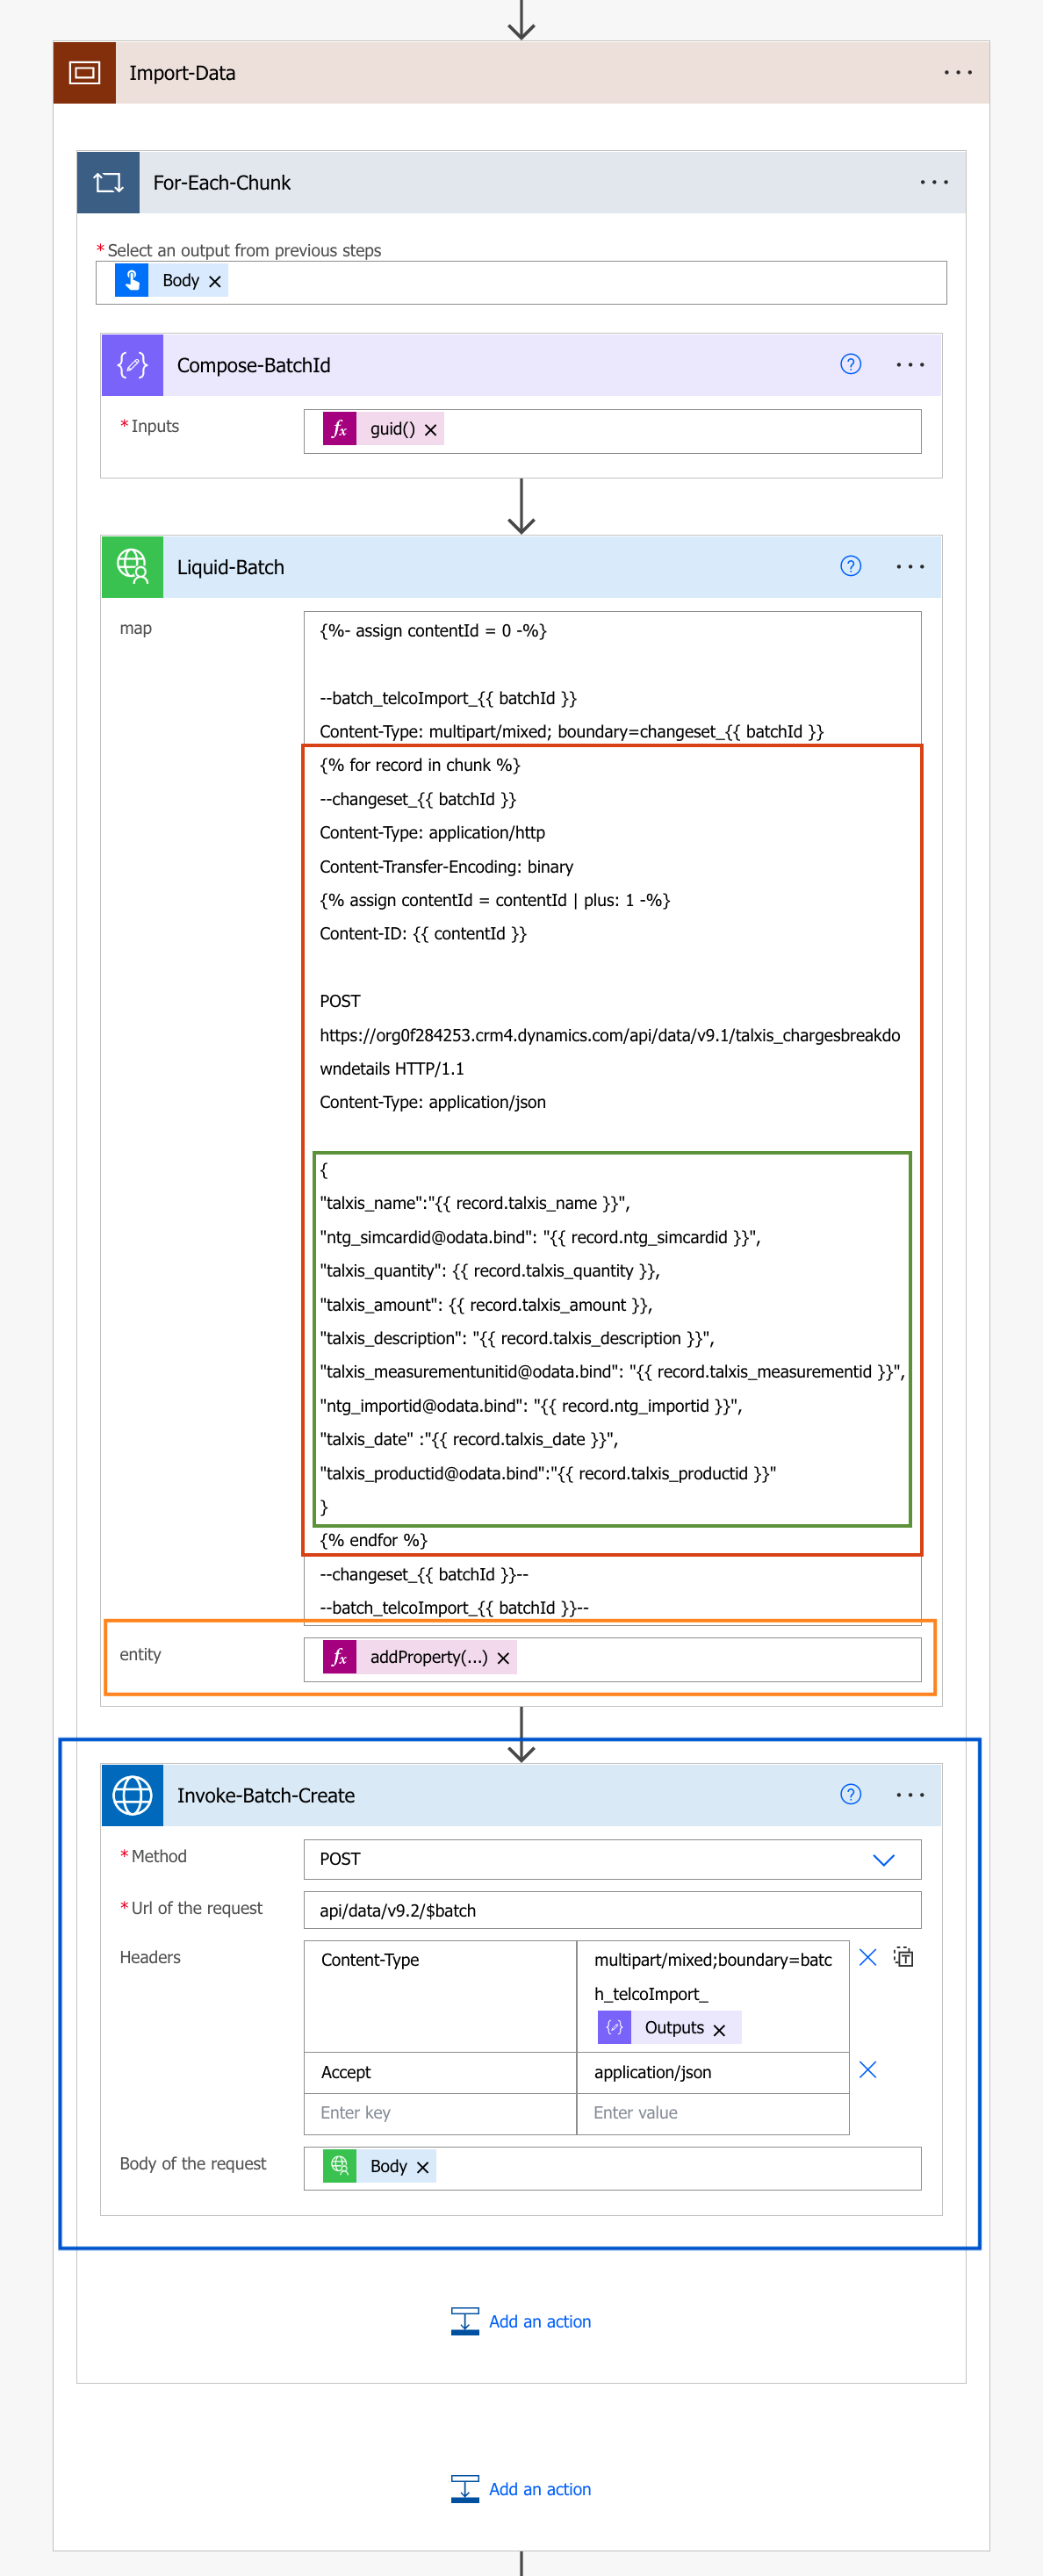 Import-Data
For-Each-Chunk
* Select an output from previous steps
Body
Compose-BatchId
* Inputs
guid()
Liquid-Batch
map
{%- assign contentId = 0 -%}
--batch_telcoImport_{{ batchId }}
Content-Type: multipart/mixed; boundary=changeset_{{ batchId }}
{% for record in chunk %}
--changeset_{{ batchId }}
Content-Type: application/http
Content-Transfer-Encoding: binary
{% assign contentId = contentId | plus: 1 -%}
Content-ID: {{ contentId }}
POST
https://org0f284253.crm4.dynamics.com/api/data/v9.1/talxis_chargesbreakdo
wndetails HTTP/1.1
Content-Type: application/json
{
"talxis_name":"{{ record.talxis_name }}",
"ntg_simcardid@odata.bind": "{{ record.ntg_simcardid }}",
"talxis_quantity": {{ record.talxis_quantity }},
"talxis_amount": {{ record.talxis_amount }},
"talxis_description": "{{ record.talxis_description }}",
"talxis_measurementunitid@odata.bind": "{{ record.talxis_measurementid }}",
"ntg_importid@odata.bind": "{{ record.ntg_importid }}",
"talxis_date" :"{{ record.talxis_date }}",
"talxis_productid@odata.bind":"{{ record.talxis_productid }}"
}
{% endfor %}
--changeset_{{ batchId }}--
--batch_telcoImport_{{ batchId }}--
entity
fx addProperty(...)
Invoke-Batch-Create
* Method
POST
* Url of the request
api/data/v9.2/$batch
Headers
Content-Type
multipart/mixed;boundary=batc
h_telcoImport_
Outputs
Accept
application/json
Enter key
Enter value
Body of the request
Body
Add an action
Add an action